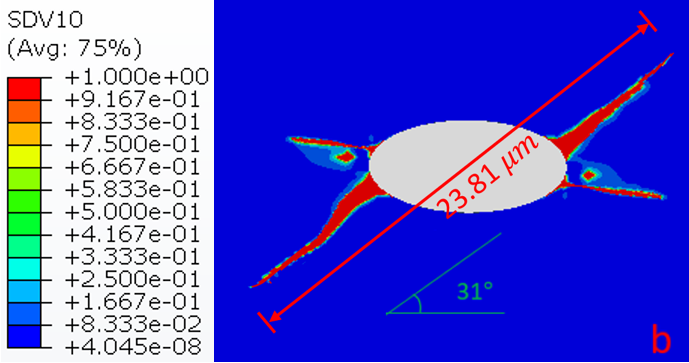 SDV10
(Avg: 75%)
+1.000e+00
+9.167e-01
+8.333e-01
+7.500e-01
+6.667e-01
+5.833e-01
+5.000e-01
+4.167e-01
+3.333e-01
+2.500e-01
+1.667e-01
+8.333e-02
+4.045e-08
23.81 μm
31°
b